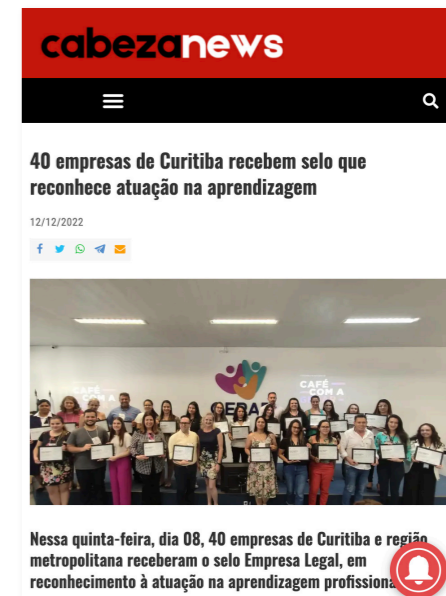 cabezanews
40 empresas de Curitiba recebem selo que
reconhece atuação na aprendizagem
12/12/2022
CAFÉ
COM A
CAFÉ
COM A
Nessa quinta-feira, dia 08, 40 empresas de Curitiba e região
metropolitana receberam o selo Empresa Legal, em
reconhecimento à atuação na aprendizagem